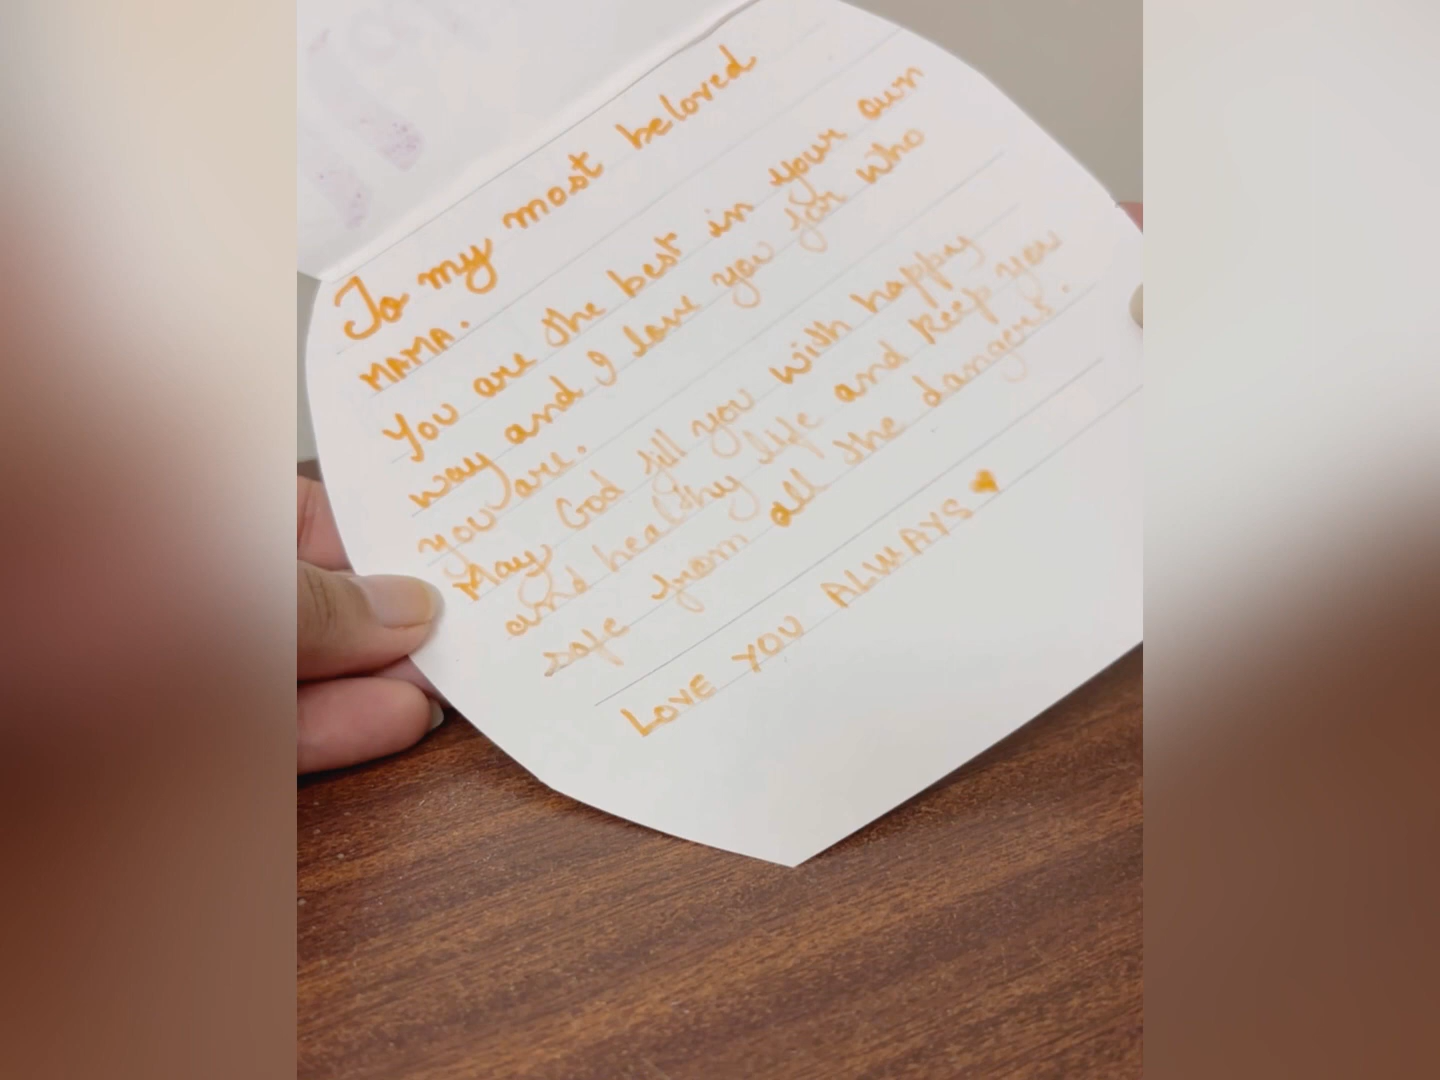 To my most beloved
MAMA.
You are the best in your own
way and I love you for who
you are.
May God fill you with happy
and healthy life and keep you
safe from all the dangers.
LOVE YOU ALWAYS ♥